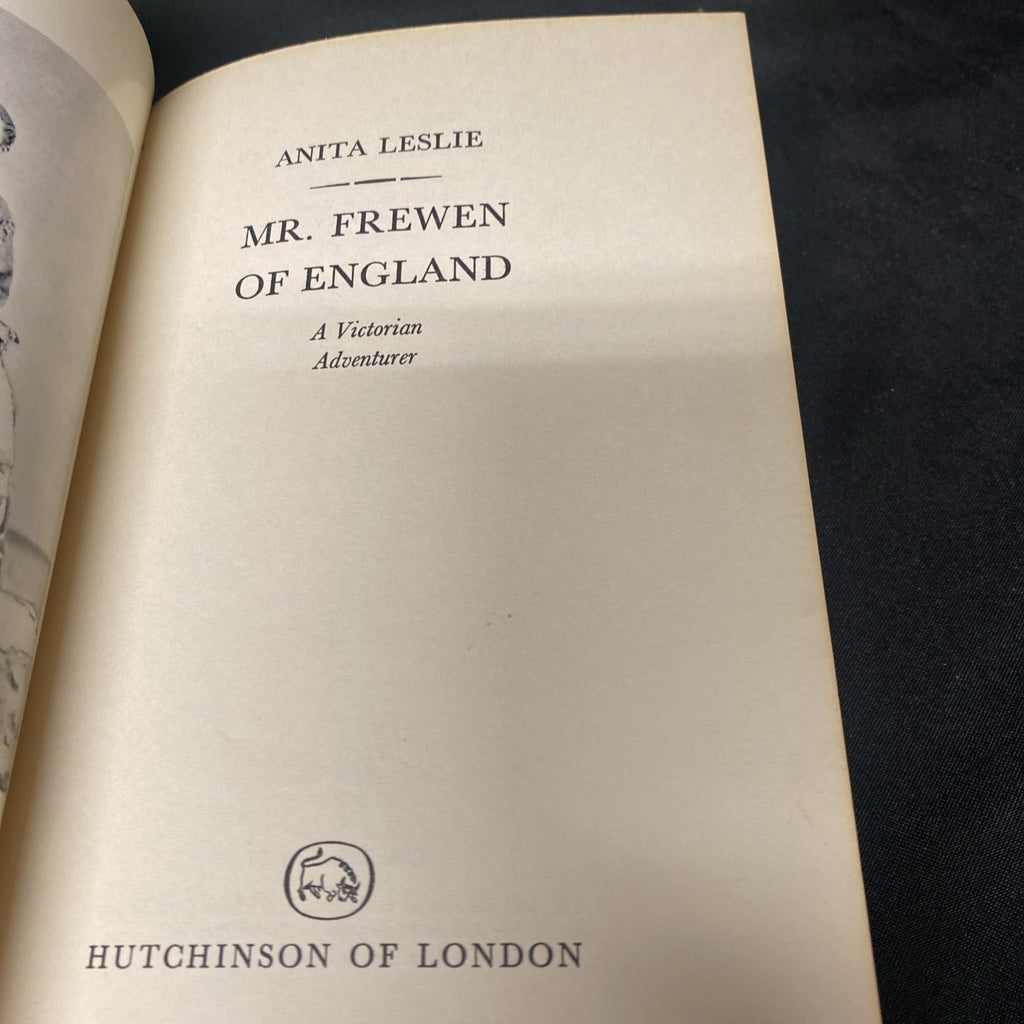 ANITA LESLIE
MR. FREWEN
OF ENGLAND
A Victorian
Adventurer
HUTCHINSON OF LONDON